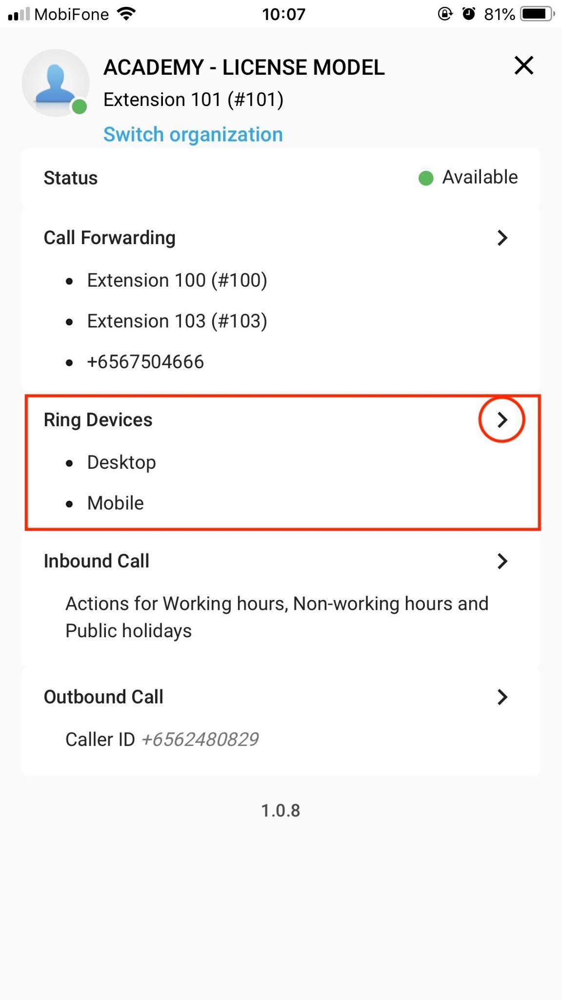 MobiFone 10:07 81%
ACADEMY - LICENSE MODEL
Extension 101 (#101)
Switch organization
Status Available
Call Forwarding
• Extension 100 (#100)
• Extension 103 (#103)
• +6567504666
Ring Devices
• Desktop
• Mobile
Inbound Call
Actions for Working hours, Non-working hours and
Public holidays
Outbound Call
Caller ID +6562480829
1.0.8